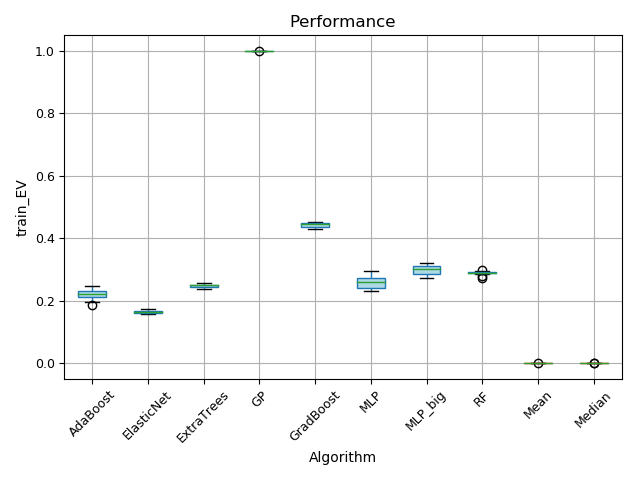 Performance
1.0
0.8
0.6
0.4
0.2
0.0
train_EV
AdaBoost
ElasticNet
ExtraTrees
GP
GradBoost
MLP
MLP_big
RF
Mean
Median
Algorithm